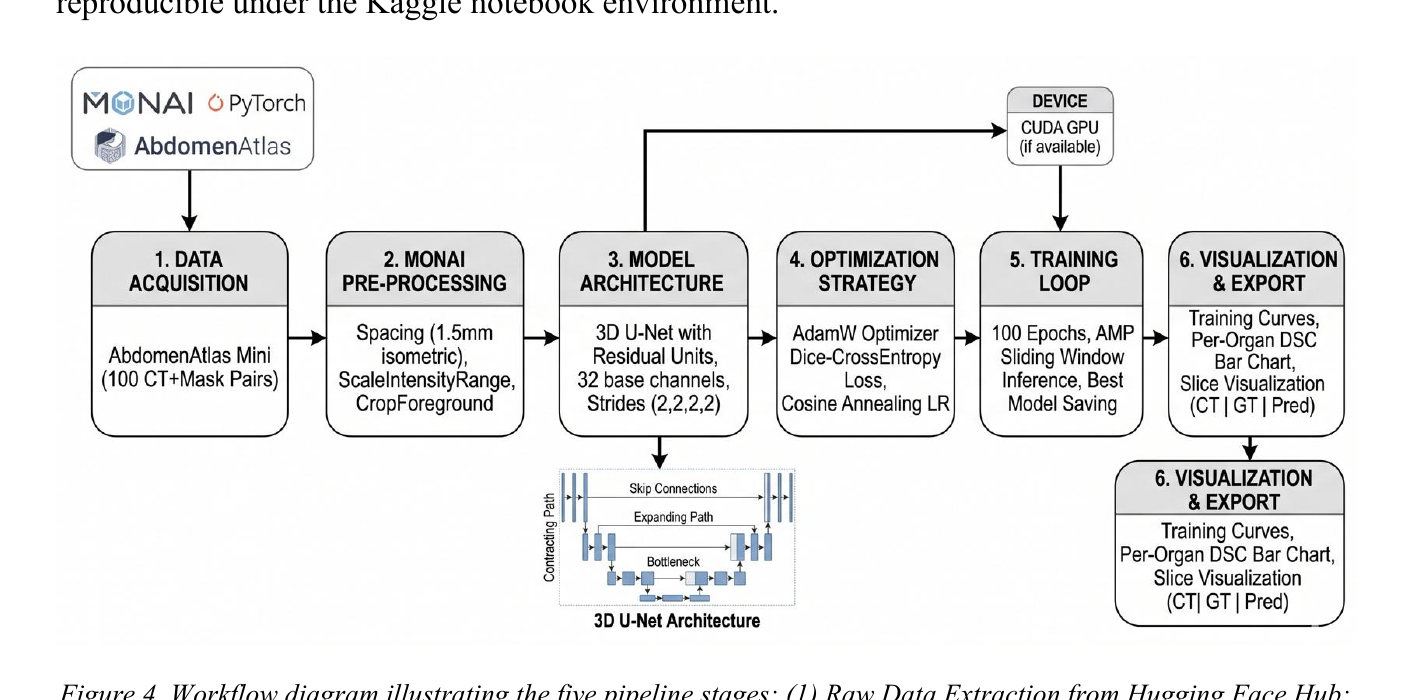 reproducible under the Kaggle notebook environment.
MONAI PyTorch
AbdomenAtlas
DEVICE
CUDA GPU
(if available)
1. DATA
ACQUISITION
AbdomenAtlas Mini
(100 CT+Mask Pairs)
2. MONAI
PRE-PROCESSING
Spacing (1.5mm
isometric),
ScaleIntensityRange,
CropForeground
3. MODEL
ARCHITECTURE
3D U-Net with
Residual Units,
32 base channels,
Strides (2,2,2,2)
4. OPTIMIZATION
STRATEGY
AdamW Optimizer
Dice-CrossEntropy
Loss,
Cosine Annealing LR
5. TRAINING
LOOP
100 Epochs, AMP
Sliding Window
Inference, Best
Model Saving
6. VISUALIZATION
& EXPORT
Training Curves,
Per-Organ DSC
Bar Chart,
Slice Visualization
(CT | GT | Pred)
Contracting Path
Skip Connections
Expanding Path
Bottleneck
3D U-Net Architecture
6. VISUALIZATION
& EXPORT
Training Curves,
Per-Organ DSC Bar Chart,
Slice Visualization
(CT| GT | Pred)
Figure 4. Workflow diagram illustrating the five pipeline stages: (1) Raw Data Extraction from Hugging Face Hub;